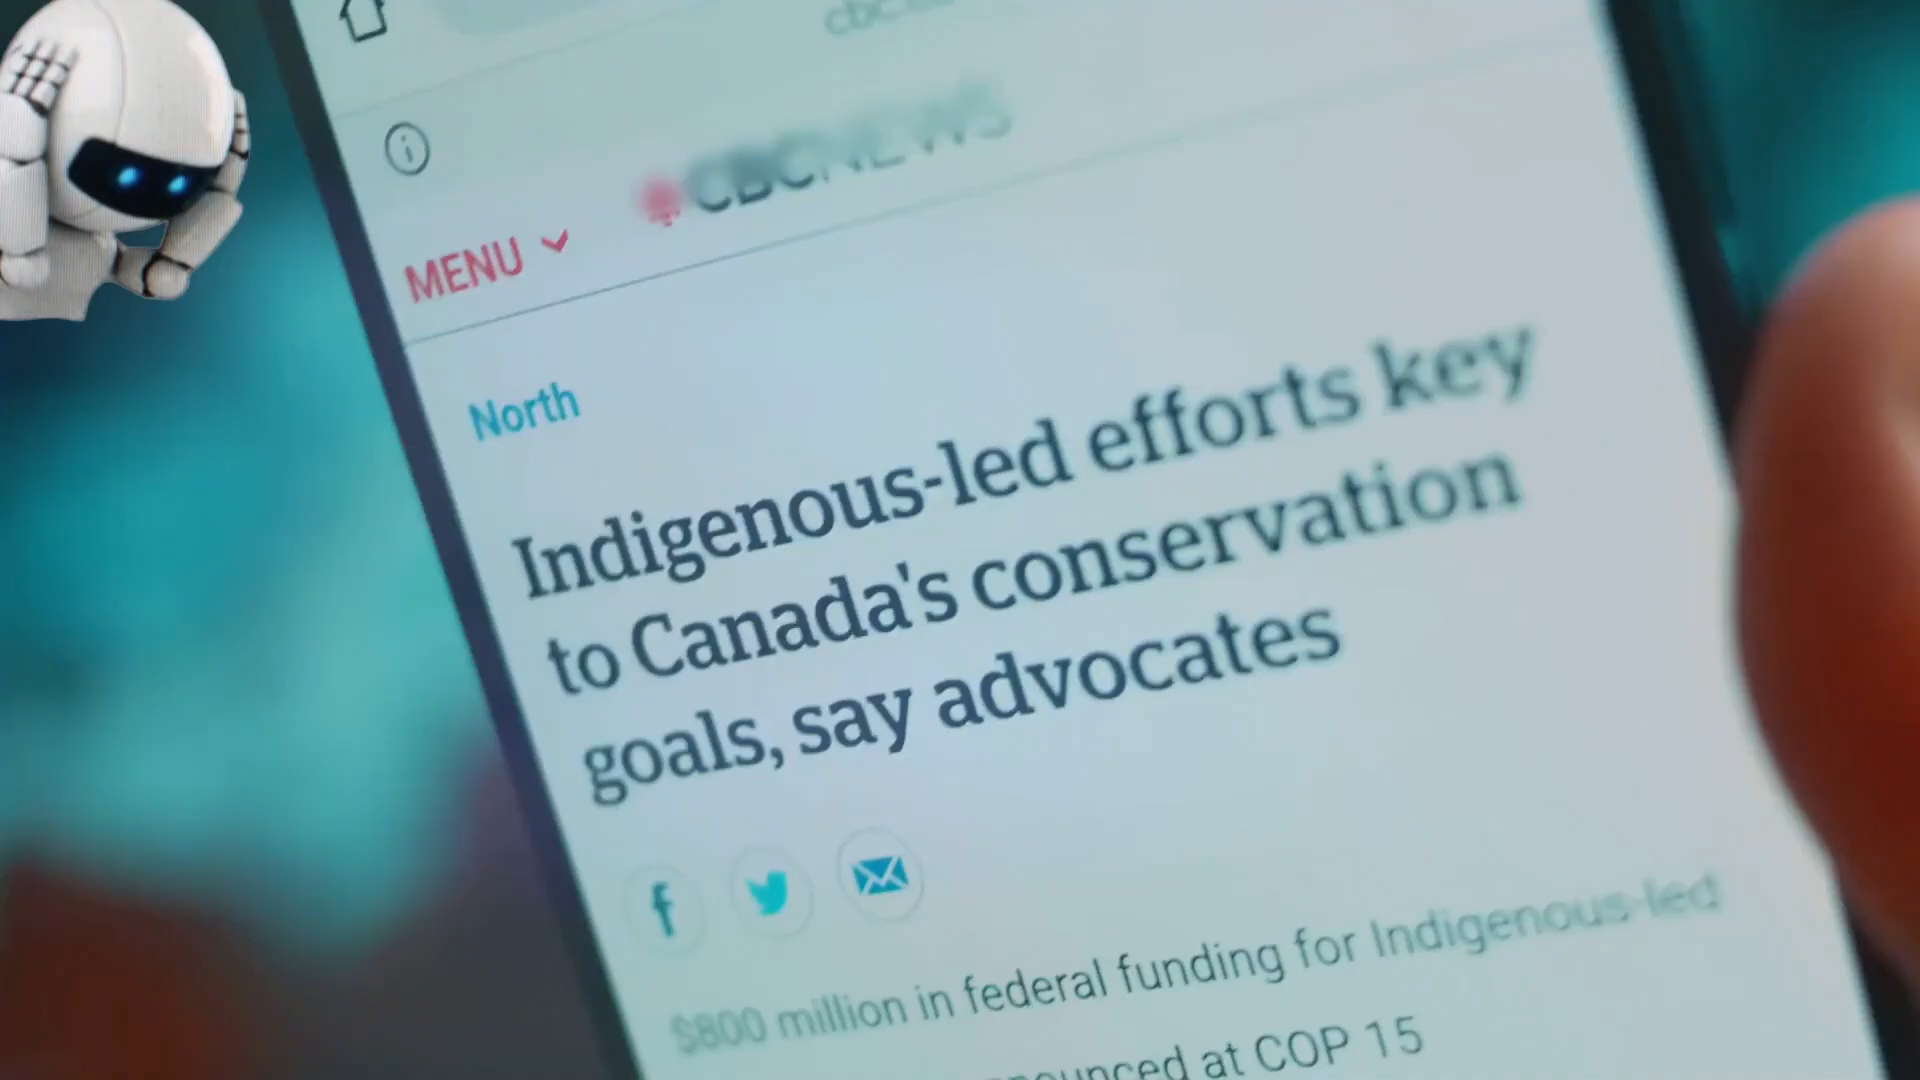 CBCNEWS
MENU
North
Indigenous-led efforts key
to Canada's conservation
goals, say advocates
$800 million in federal funding for Indigenous-led
at COP 15